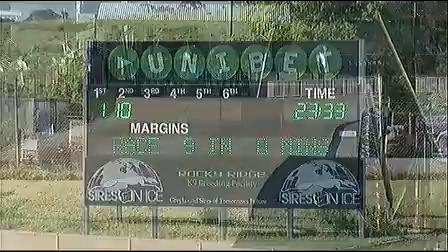 UNIBET
1ST 2ND 3RD 4TH 5TH 6TH TIME
1 10 23:33
MARGINS
RACE 9 IN 0 MINS
ROCKY RIDGE
K9 Breeding Facility
SIRES ON ICE SIRES ON ICE